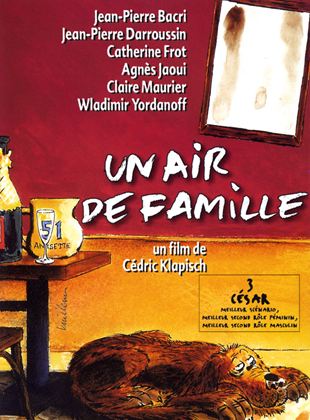 Jean-Pierre Bacri
Jean-Pierre Darroussin
Catherine Frot
Agnès Jaoui
Claire Maurier
Wladimir Yordanoff
UN AIR
DE FAMILLE
51
ANISETTE
un film de
Cédric Klapisch
3
CÉSAR
MEILLEUR SCÉNARIO,
MEILLEUR SECOND RÔLE FÉMININ,
MEILLEUR SECOND RÔLE MASCULIN